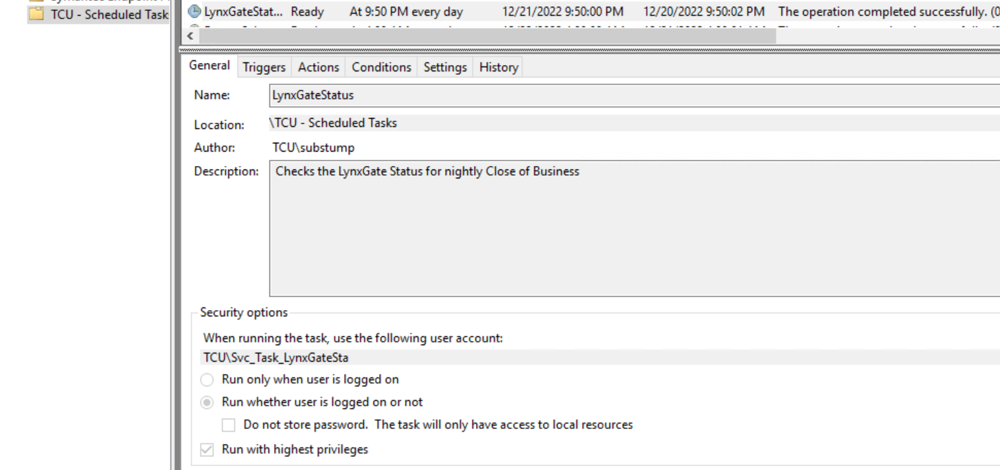 TCU - Scheduled Task
LynxGateStat... Ready At 9:50 PM every day 12/21/2022 9:50:00 PM 12/20/2022 9:50:02 PM The operation completed successfully. (0
General Triggers Actions Conditions Settings History
Name: LynxGateStatus
Location: \TCU - Scheduled Tasks
Author: TCU\substump
Description: Checks the LynxGate Status for nightly Close of Business
Security options
When running the task, use the following user account:
TCU\Svc_Task_LynxGateSta
Run only when user is logged on
Run whether user is logged on or not
Do not store password. The task will only have access to local resources
Run with highest privileges